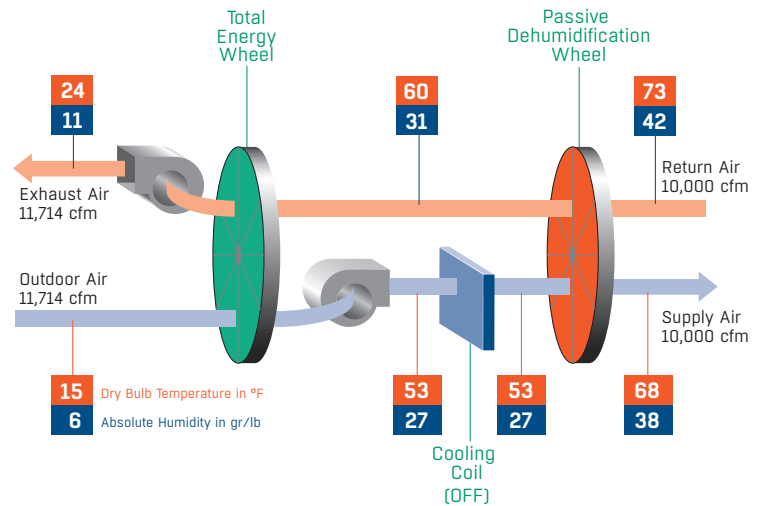 Total
Energy
Wheel
Passive
Dehumidification
Wheel
24
11
60
31
73
42
Exhaust Air
11,714 cfm
Return Air
10,000 cfm
Outdoor Air
11,714 cfm
Supply Air
10,000 cfm
15 Dry Bulb Temperature in ºF
6 Absolute Humidity in gr/lb
53
27
53
27
68
38
Cooling
Coil
(OFF)